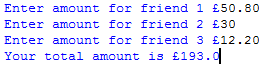 Enter amount for friend 1 £50.80
Enter amount for friend 2 £30
Enter amount for friend 3 £12.20
Your total amount is £193.0